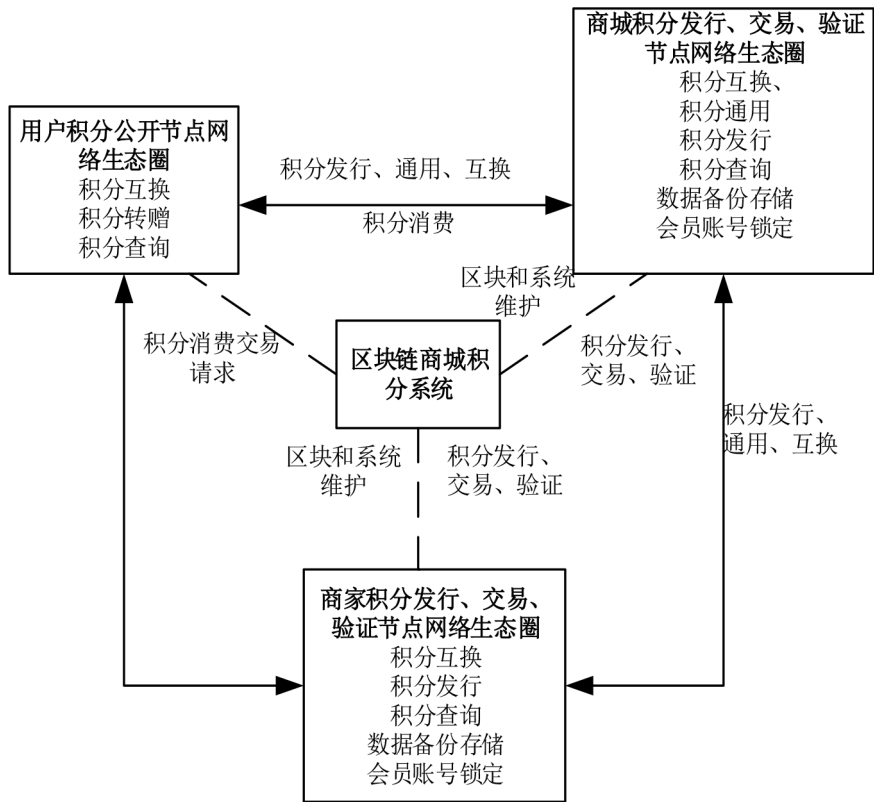 商城积分发行、交易、验证
节点网络生态圈
积分互换、
积分通用
积分发行
积分查询
数据备份存储
会员账号锁定
用户积分公开节点网
络生态圈
积分互换
积分转赠
积分查询
积分发行、通用、互换
积分消费
区块和系统
维护
积分消费交易
请求
区块链商城积
分系统
积分发行、
交易、验证
积分发行、
通用、互换
区块和系统
维护
积分发行、
交易、验证
商家积分发行、交易、
验证节点网络生态圈
积分互换
积分发行
积分查询
数据备份存储
会员账号锁定